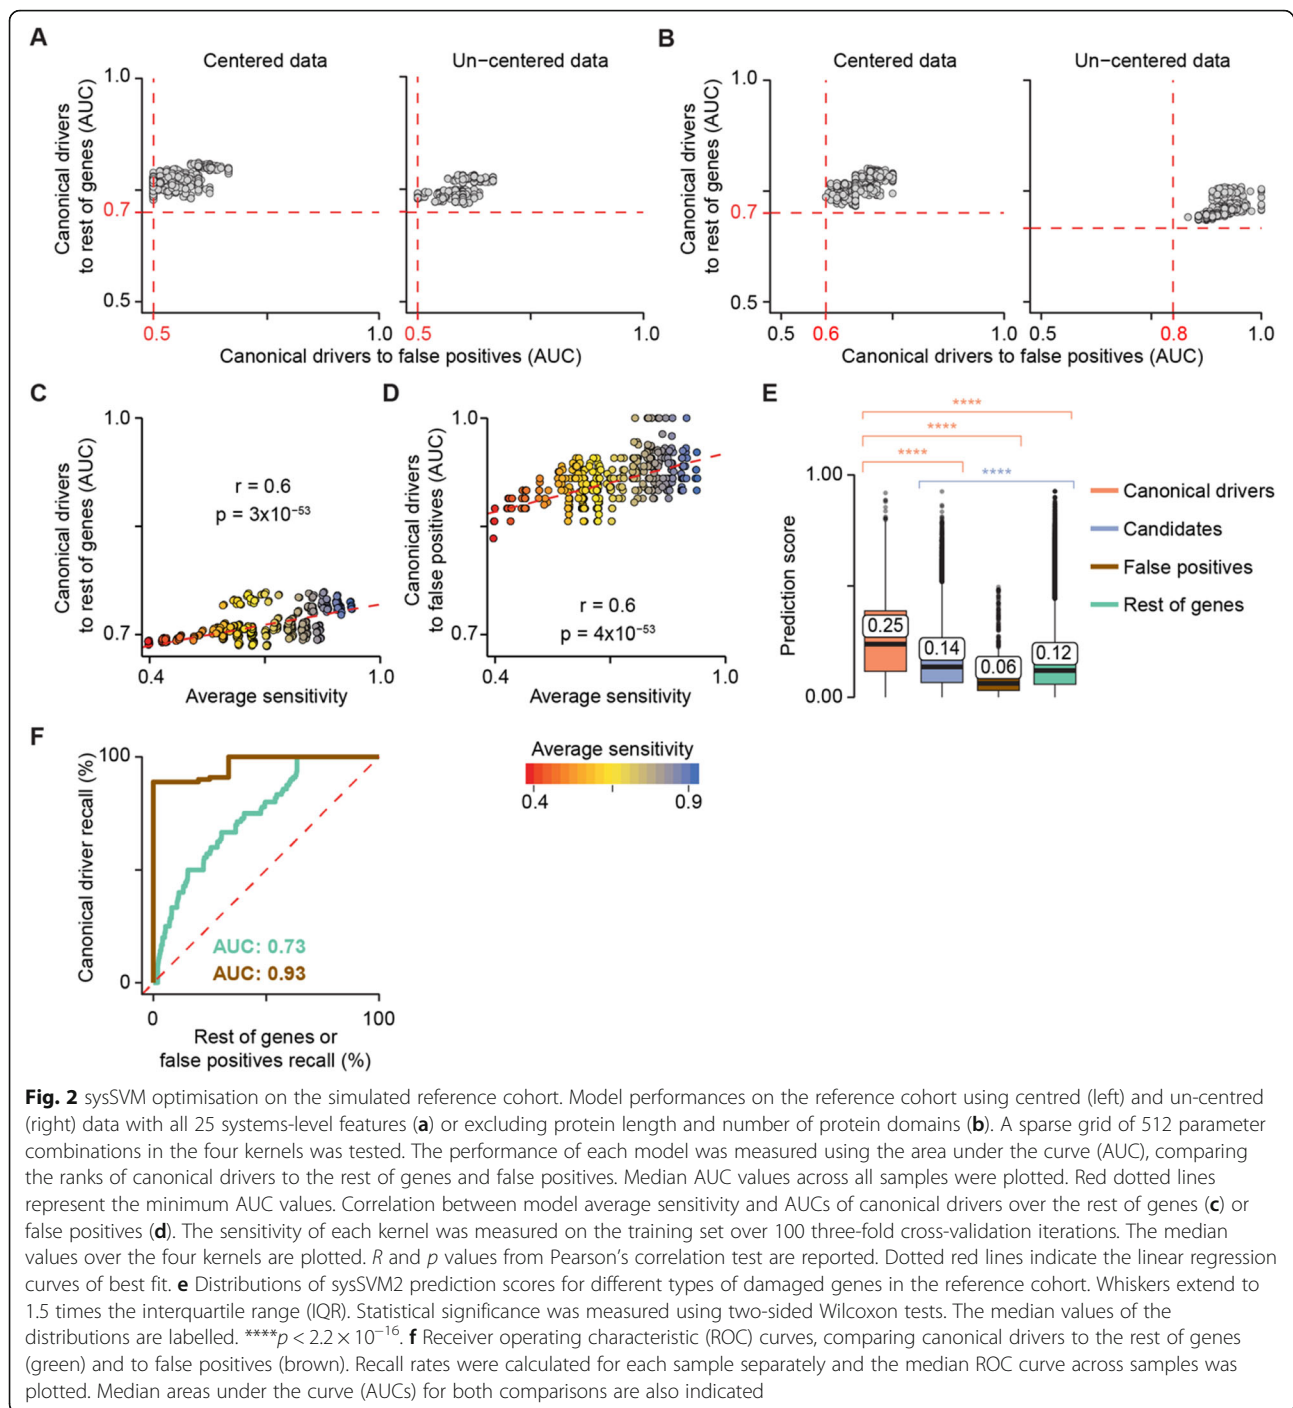 A
B
Centered data
Un−centered data
Centered data
Un−centered data
Canonical drivers
to rest of genes (AUC)
1.0
0.7
0.5
0.5
1.0
0.5
1.0
Canonical drivers to false positives (AUC)
Canonical drivers
to rest of genes (AUC)
1.0
0.7
0.5
0.5
0.6
1.0
0.5
0.8
1.0
Canonical drivers to false positives (AUC)
C
Canonical drivers
to rest of genes (AUC)
1.0
0.7
r = 0.6
p = 3x10⁻⁵³
0.4
1.0
Average sensitivity
D
Canonical drivers
to false positives (AUC)
1.0
0.7
r = 0.6
p = 4x10⁻⁵³
0.4
1.0
Average sensitivity
E
Prediction score
1.00
0.00
****
****
****
****
0.25
0.14
0.06
0.12
Canonical drivers
Candidates
False positives
Rest of genes
F
Canonical driver recall (%)
100
0
AUC: 0.73
AUC: 0.93
0
100
Rest of genes or
false positives recall (%)
Average sensitivity
0.4
0.9
Fig. 2 sysSVM optimisation on the simulated reference cohort. Model performances on the reference cohort using centred (left) and un-centred
(right) data with all 25 systems-level features (a) or excluding protein length and number of protein domains (b). A sparse grid of 512 parameter
combinations in the four kernels was tested. The performance of each model was measured using the area under the curve (AUC), comparing
the ranks of canonical drivers to the rest of genes and false positives. Median AUC values across all samples were plotted. Red dotted lines
represent the minimum AUC values. Correlation between model average sensitivity and AUCs of canonical drivers over the rest of genes (c) or
false positives (d). The sensitivity of each kernel was measured on the training set over 100 three-fold cross-validation iterations. The median
values over the four kernels are plotted. R and p values from Pearson's correlation test are reported. Dotted red lines indicate the linear regression
curves of best fit. e Distributions of sysSVM2 prediction scores for different types of damaged genes in the reference cohort. Whiskers extend to
1.5 times the interquartile range (IQR). Statistical significance was measured using two-sided Wilcoxon tests. The median values of the
distributions are labelled. ****p < 2.2 × 10⁻¹⁶. f Receiver operating characteristic (ROC) curves, comparing canonical drivers to the rest of genes
(green) and to false positives (brown). Recall rates were calculated for each sample separately and the median ROC curve across samples was
plotted. Median areas under the curve (AUCs) for both comparisons are also indicated